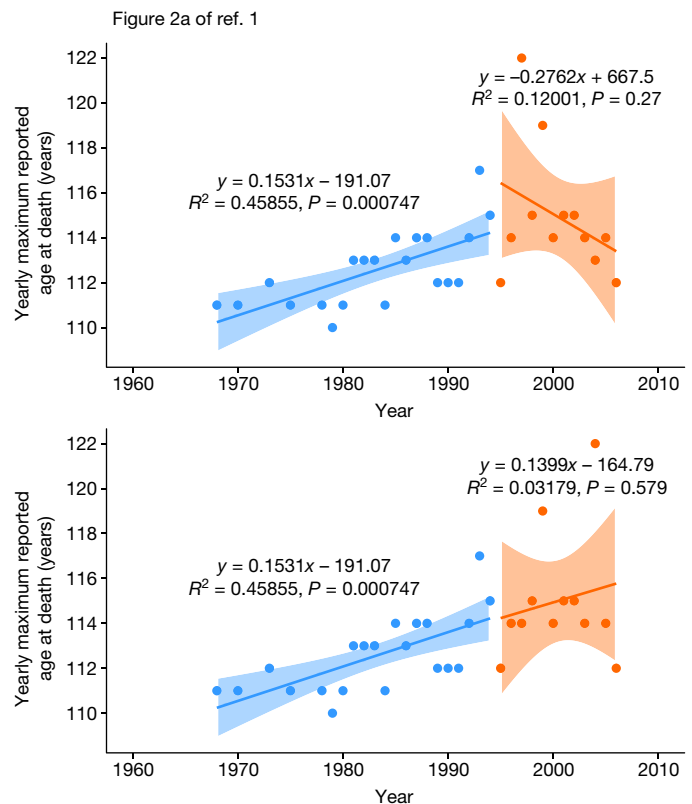 Figure 2a of ref. 1
Yearly maximum reported
age at death (years)
122
120
118
116
114
112
110
y = –0.2762x + 667.5
R² = 0.12001, P = 0.27
y = 0.1531x – 191.07
R² = 0.45855, P = 0.000747
1960
1970
1980
1990
2000
2010
Year
Yearly maximum reported
age at death (years)
122
120
118
116
114
112
110
y = 0.1399x – 164.79
R² = 0.03179, P = 0.579
y = 0.1531x – 191.07
R² = 0.45855, P = 0.000747
1960
1970
1980
1990
2000
2010
Year